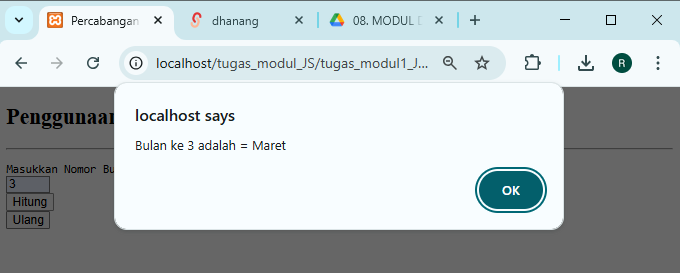 Percabangan
dhanang
08. MODUL D
localhost/tugas_modul_JS/tugas_modul1_J...
R
Penggunaan
localhost says
Bulan ke 3 adalah = Maret
OK
Masukkan Nomor Bu
3
Hitung
Ulang